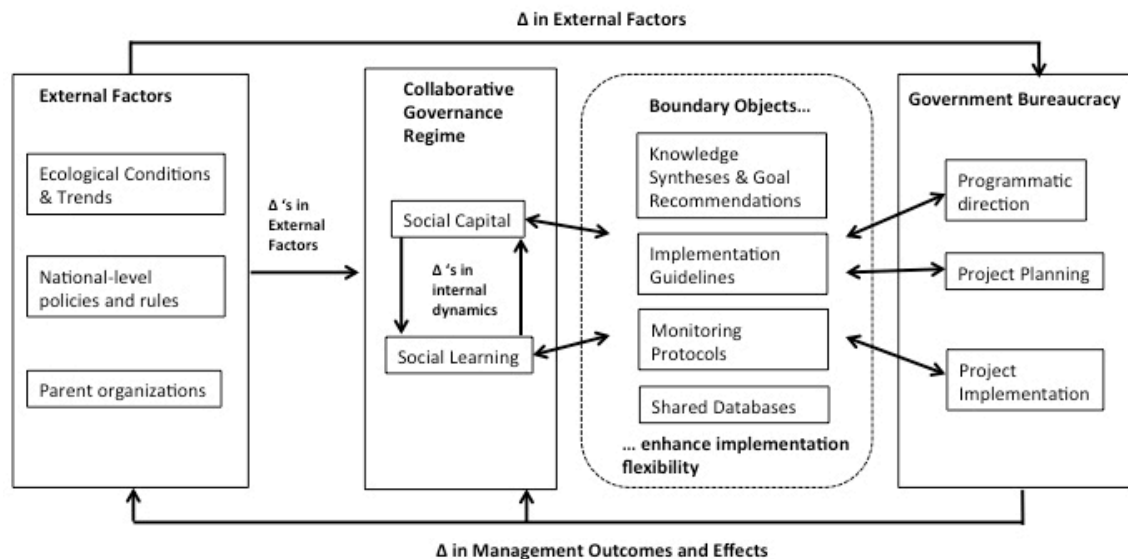 Δ in External Factors
External Factors
Ecological Conditions
& Trends
National-level
policies and rules
Parent organizations
Δ ‘s in
External
Factors
Collaborative
Governance
Regime
Social Capital
Δ ‘s in
internal
dynamics
Social Learning
Boundary Objects…
Knowledge
Syntheses & Goal
Recommendations
Implementation
Guidelines
Monitoring
Protocols
Shared Databases
… enhance implementation
flexibility
Government Bureaucracy
Programmatic
direction
Project Planning
Project
Implementation
Δ in Management Outcomes and Effects